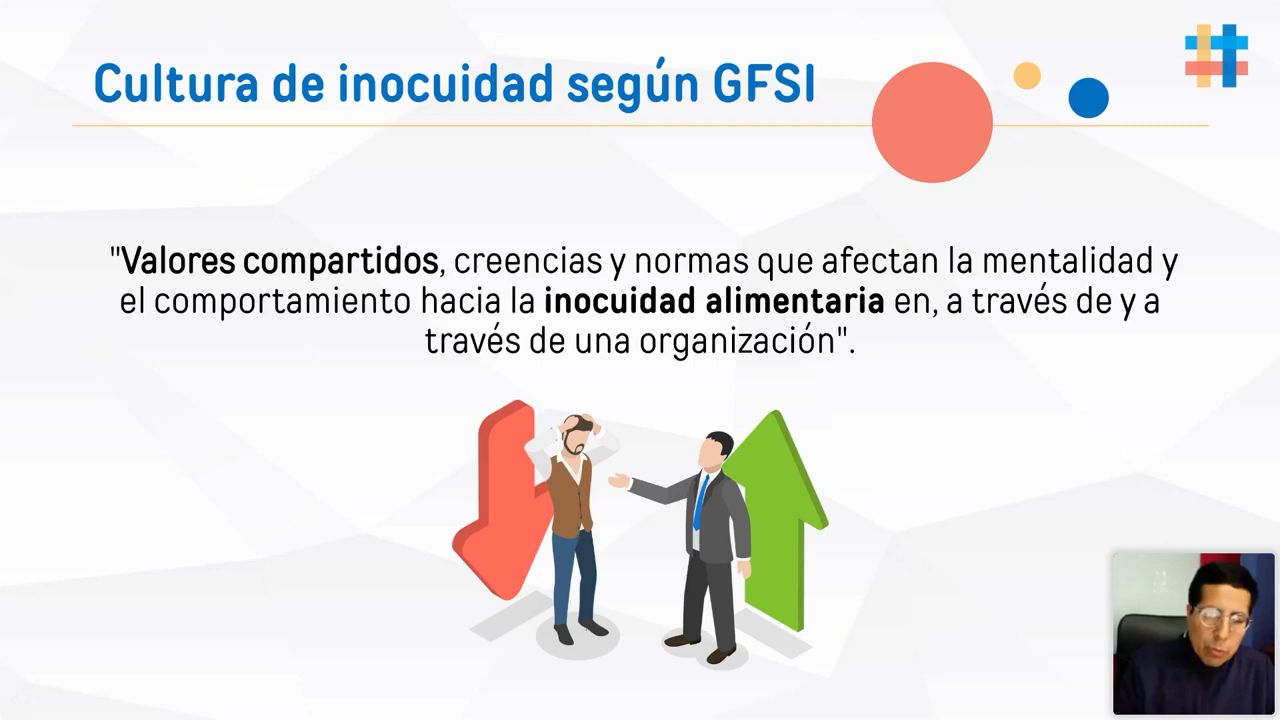 Cultura de inocuidad según GFSI
"Valores compartidos, creencias y normas que afectan la mentalidad y
el comportamiento hacia la inocuidad alimentaria en, a través de y a
través de una organización".